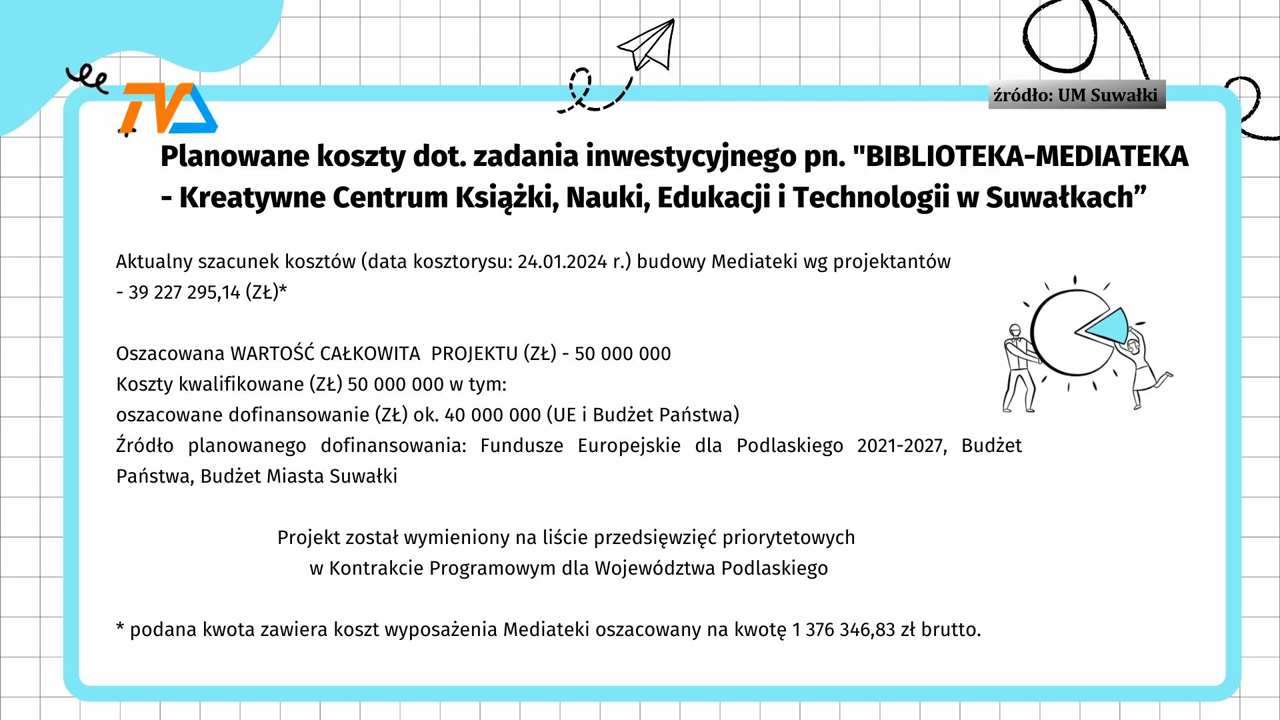 TVA
źródło: UM Suwałki
Planowane koszty dot. zadania inwestycyjnego pn. "BIBLIOTEKA-MEDIATEKA
- Kreatywne Centrum Książki, Nauki, Edukacji i Technologii w Suwałkach”
Aktualny szacunek kosztów (data kosztorysu: 24.01.2024 r.) budowy Mediateki wg projektantów
- 39 227 295,14 (ZŁ)*
Oszacowana WARTOŚĆ CAŁKOWITA PROJEKTU (ZŁ) - 50 000 000
Koszty kwalifikowane (ZŁ) 50 000 000 w tym:
oszacowane dofinansowanie (ZŁ) ok. 40 000 000 (UE i Budżet Państwa)
Źródło planowanego dofinansowania: Fundusze Europejskie dla Podlaskiego 2021-2027, Budżet
Państwa, Budżet Miasta Suwałki
Projekt został wymieniony na liście przedsięwzięć priorytetowych
w Kontrakcie Programowym dla Województwa Podlaskiego
* podana kwota zawiera koszt wyposażenia Mediateki oszacowany na kwotę 1 376 346,83 zł brutto.